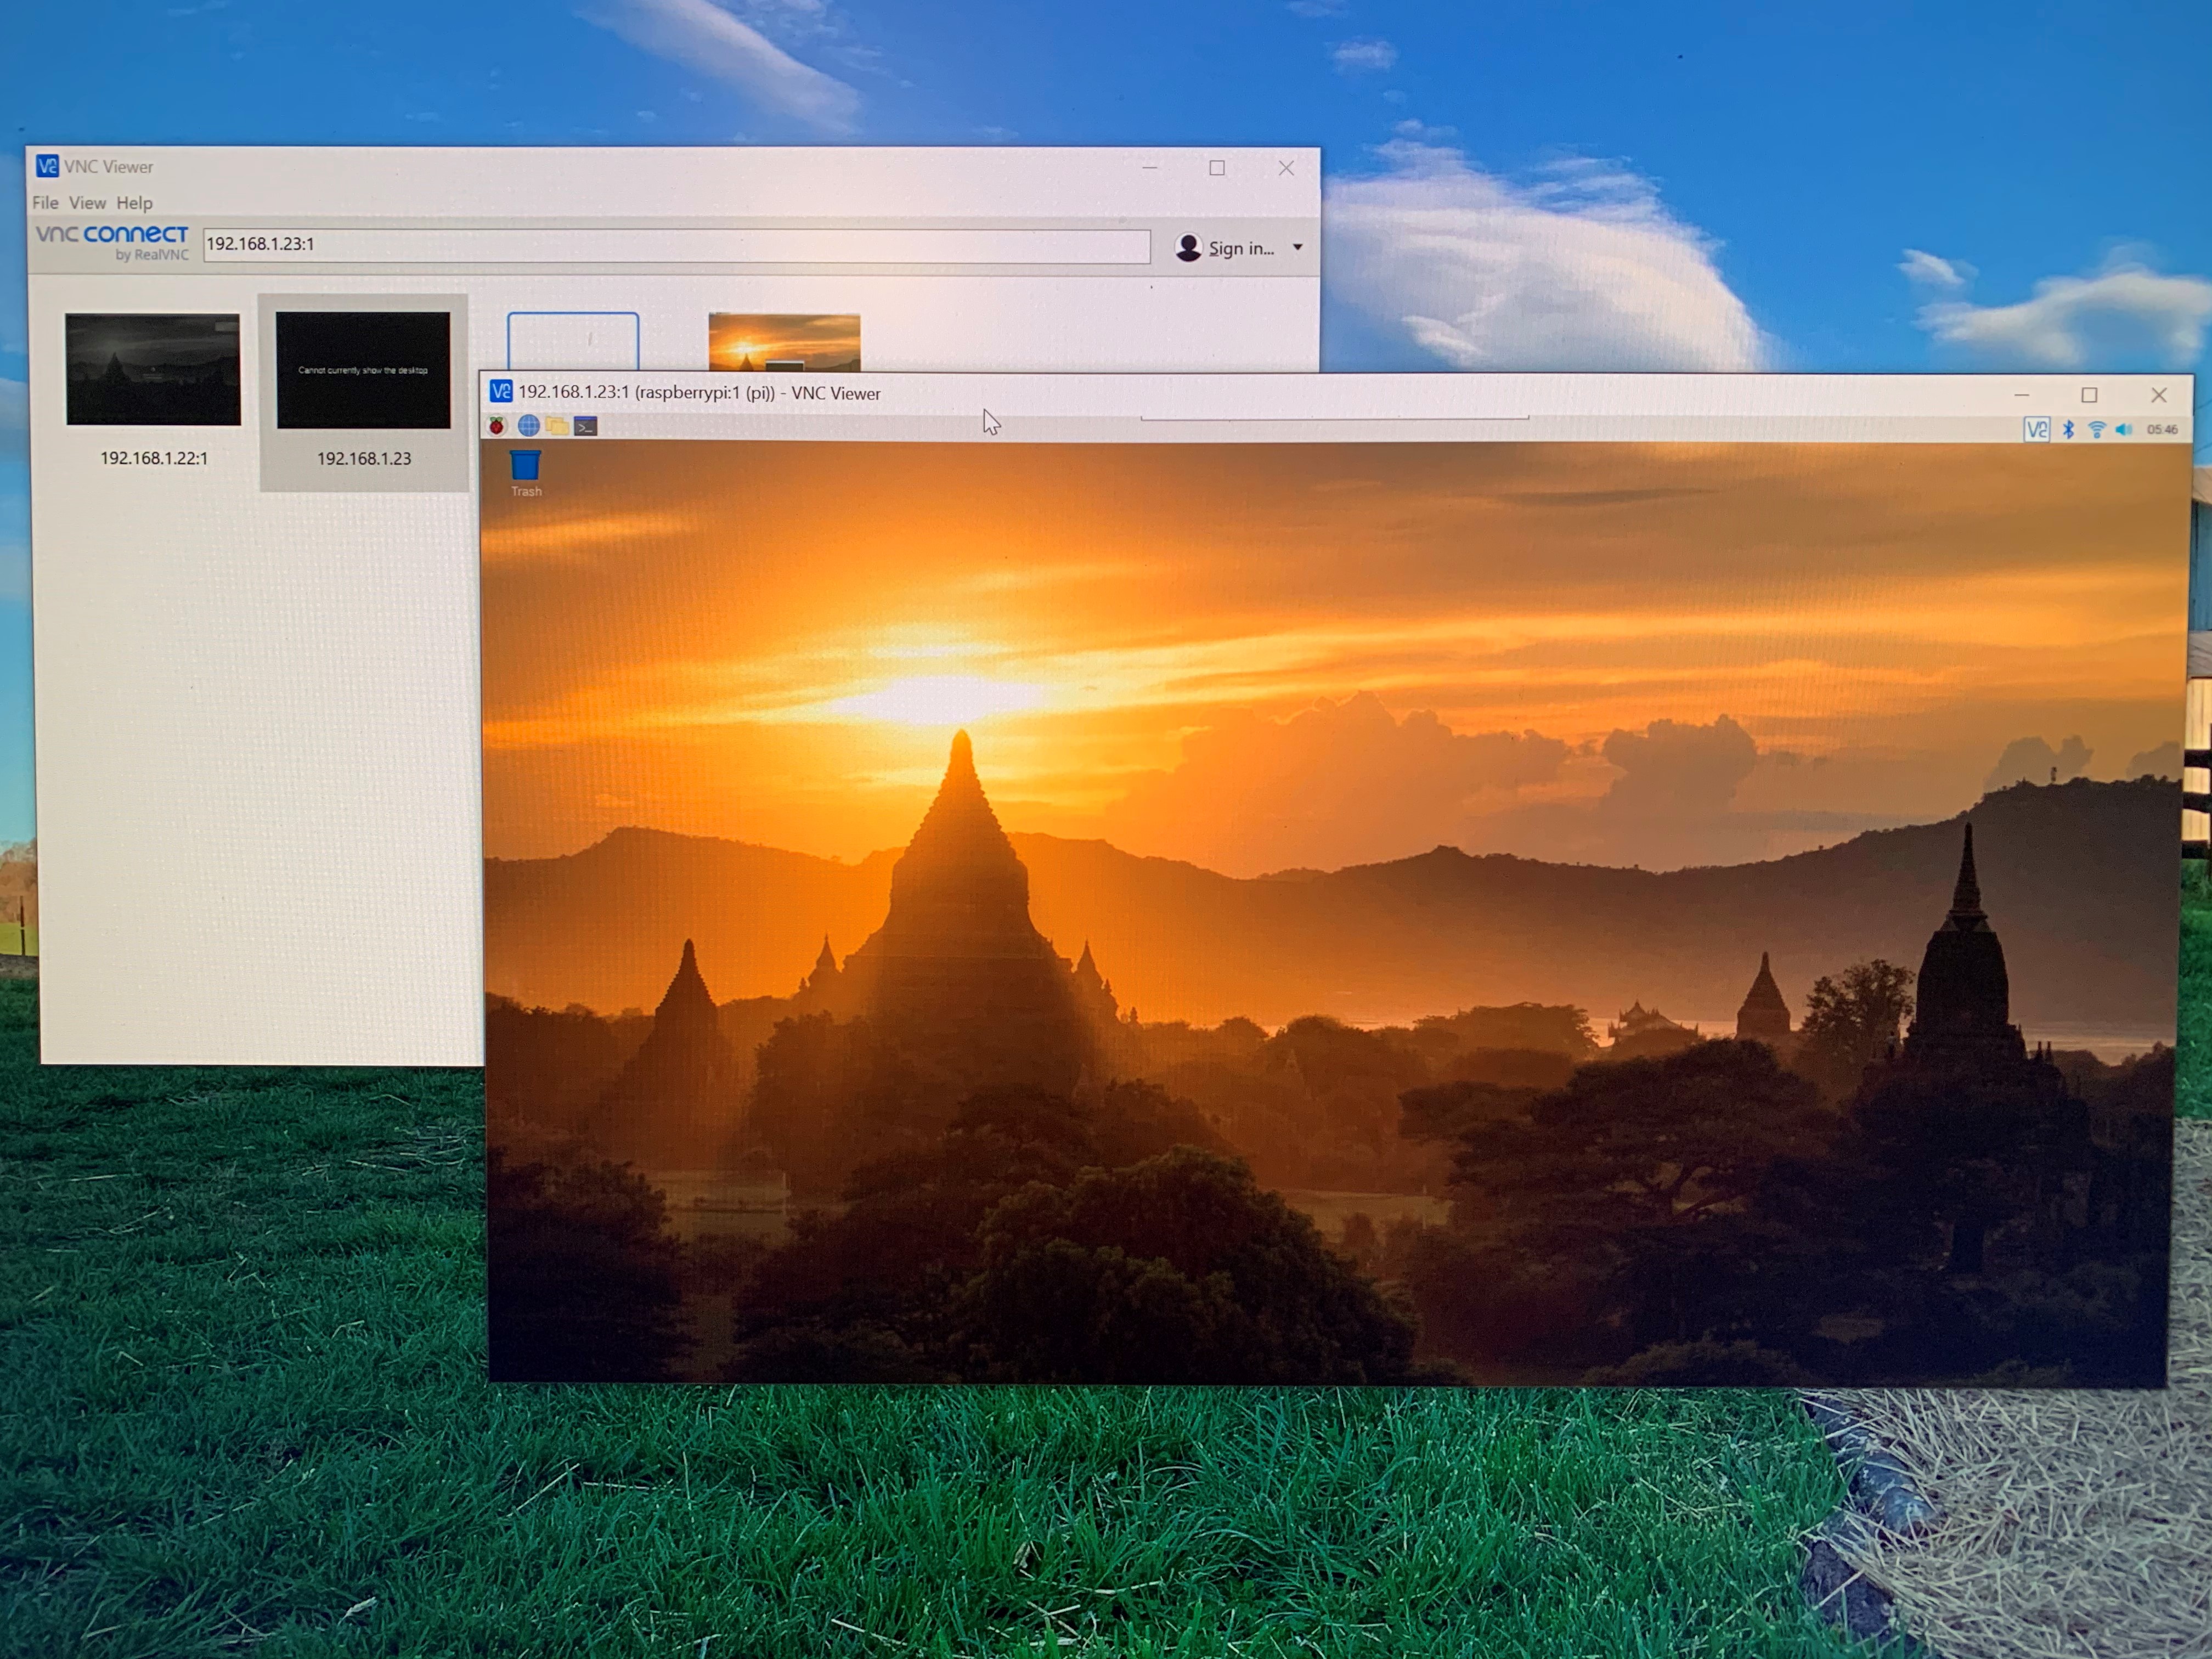 VNC Viewer
File View Help
vnc connect
by RealVNC
192.168.1.23:1
Sign in...
Cannot currently show the desktop
192.168.1.22:1
192.168.1.23
192.168.1.23:1 (raspberrypi:1 (pi)) - VNC Viewer
05:46
Trash